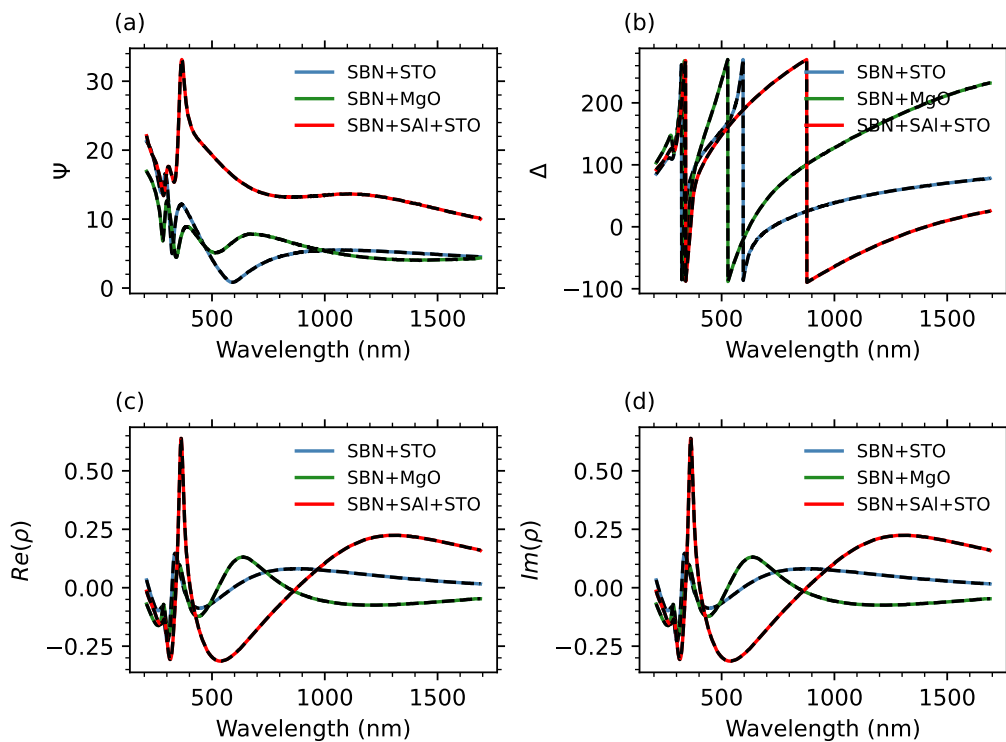 (a)
30
20
10
0
Ψ
500
1000
1500
Wavelength (nm)
SBN+STO
SBN+MgO
SBN+SAl+STO
(b)
200
100
0
−100
Δ
500
1000
1500
Wavelength (nm)
SBN+STO
SBN+MgO
SBN+SAl+STO
(c)
0.50
0.25
0.00
−0.25
Re(ρ)
500
1000
1500
Wavelength (nm)
SBN+STO
SBN+MgO
SBN+SAl+STO
(d)
0.50
0.25
0.00
−0.25
Im(ρ)
500
1000
1500
Wavelength (nm)
SBN+STO
SBN+MgO
SBN+SAl+STO